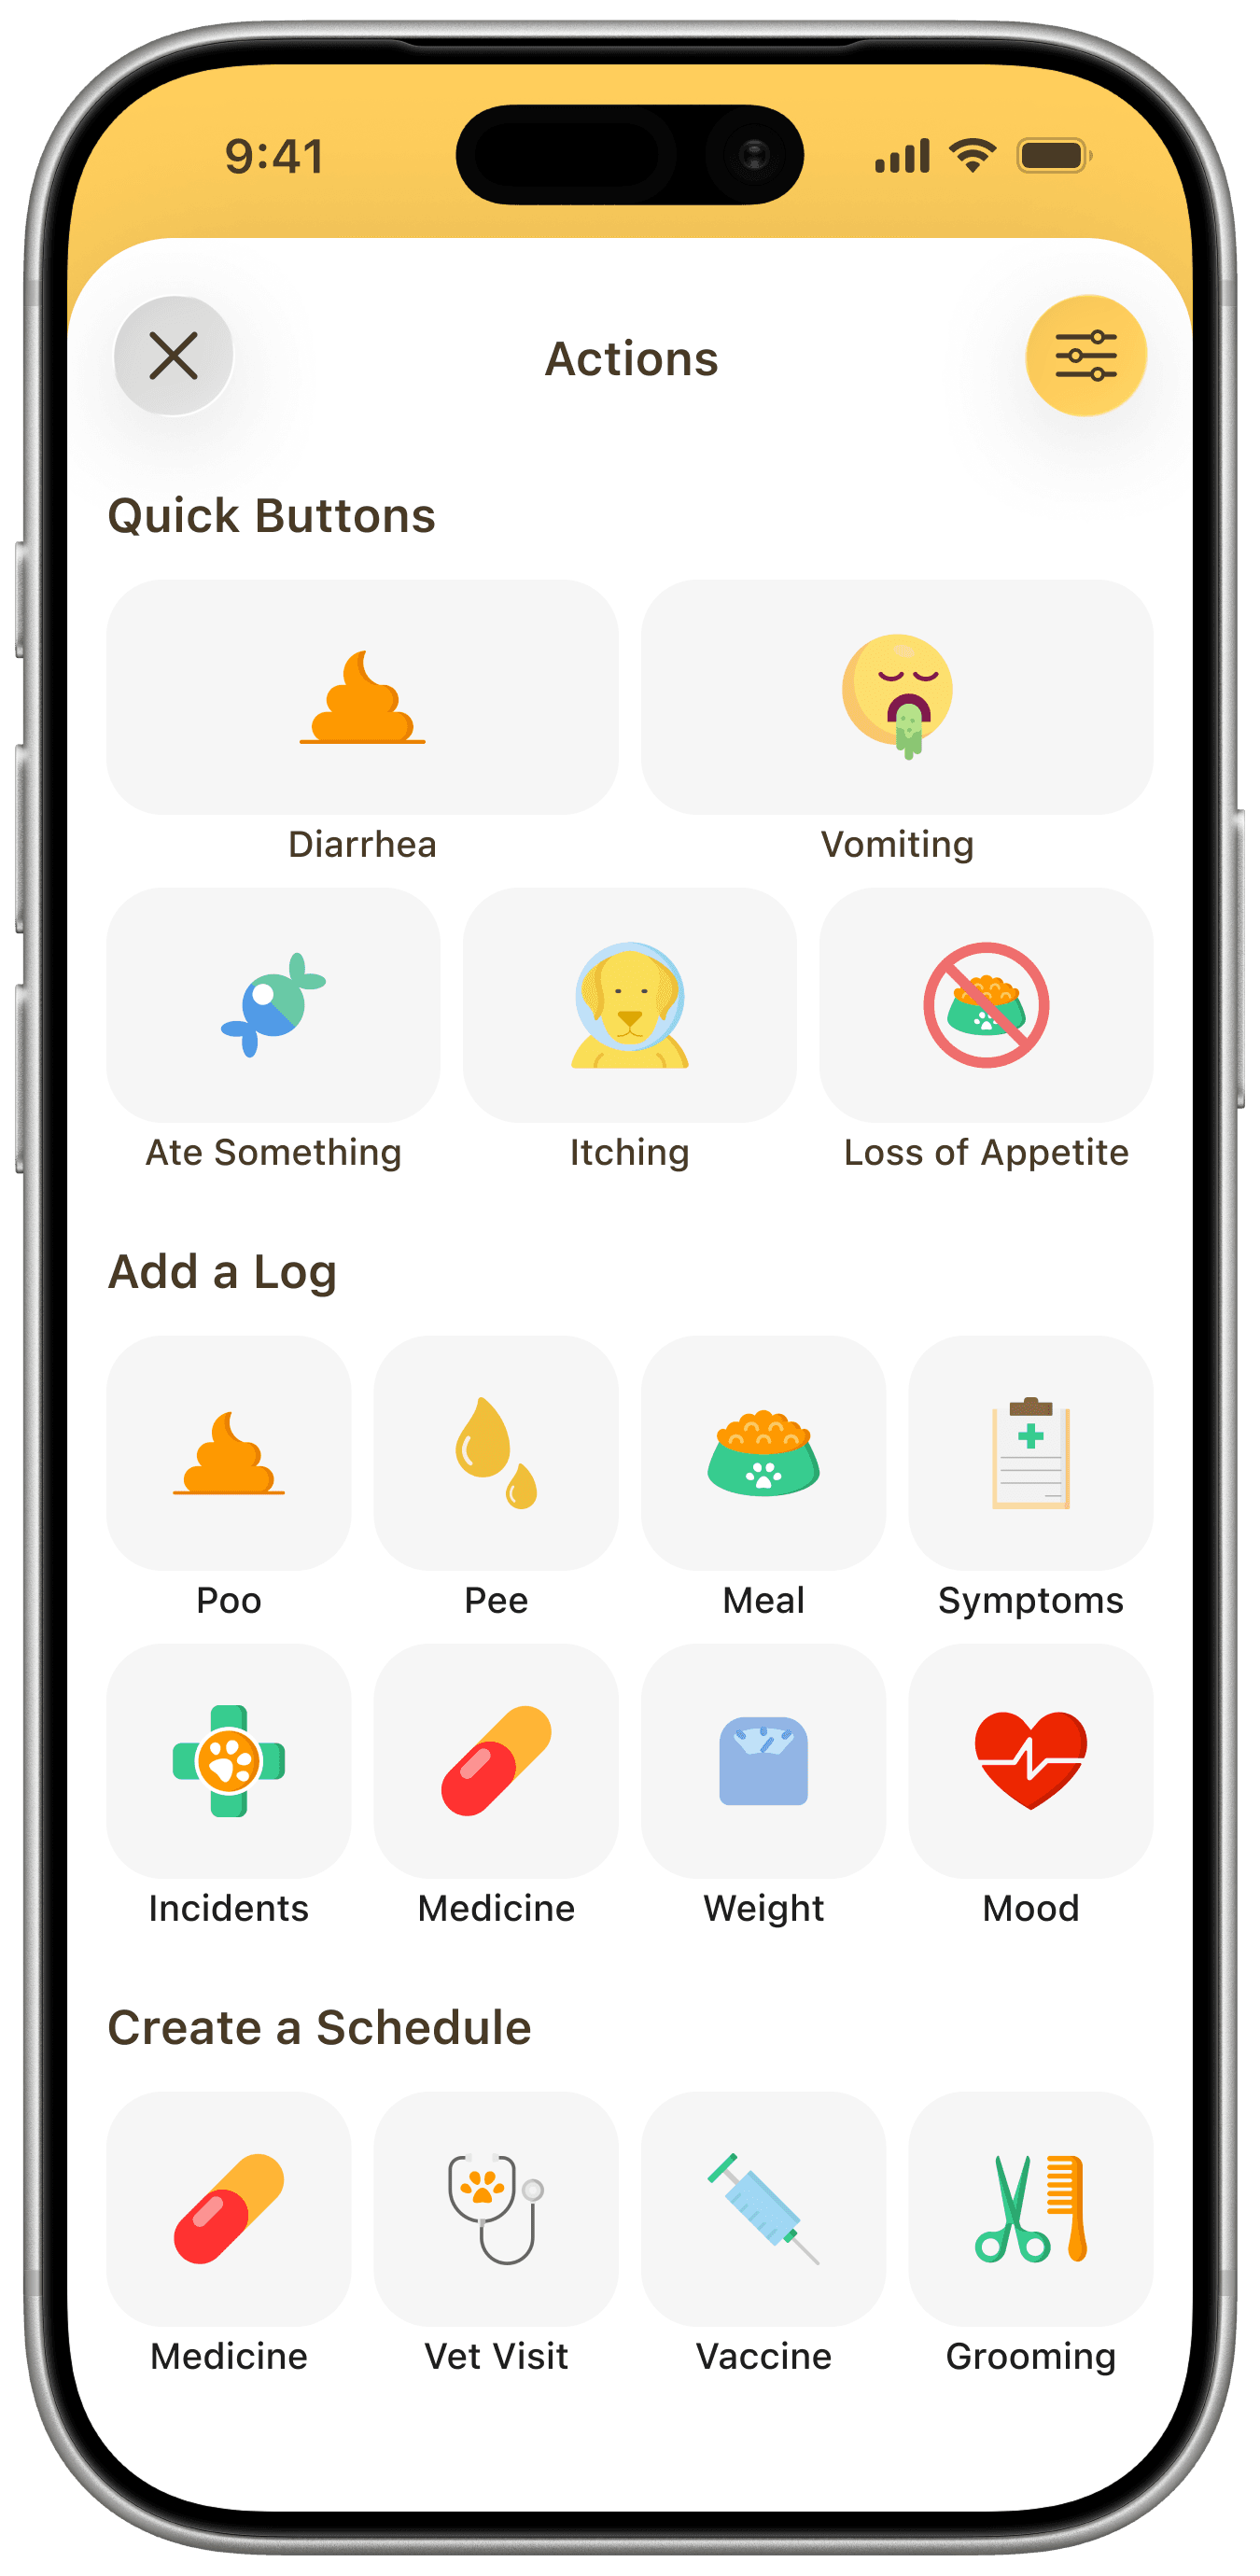 9:41
Actions
Quick Buttons
Diarrhea
Vomiting
Ate Something
Itching
Loss of Appetite
Add a Log
Poo
Pee
Meal
Symptoms
Incidents
Medicine
Weight
Mood
Create a Schedule
Medicine
Vet Visit
Vaccine
Grooming